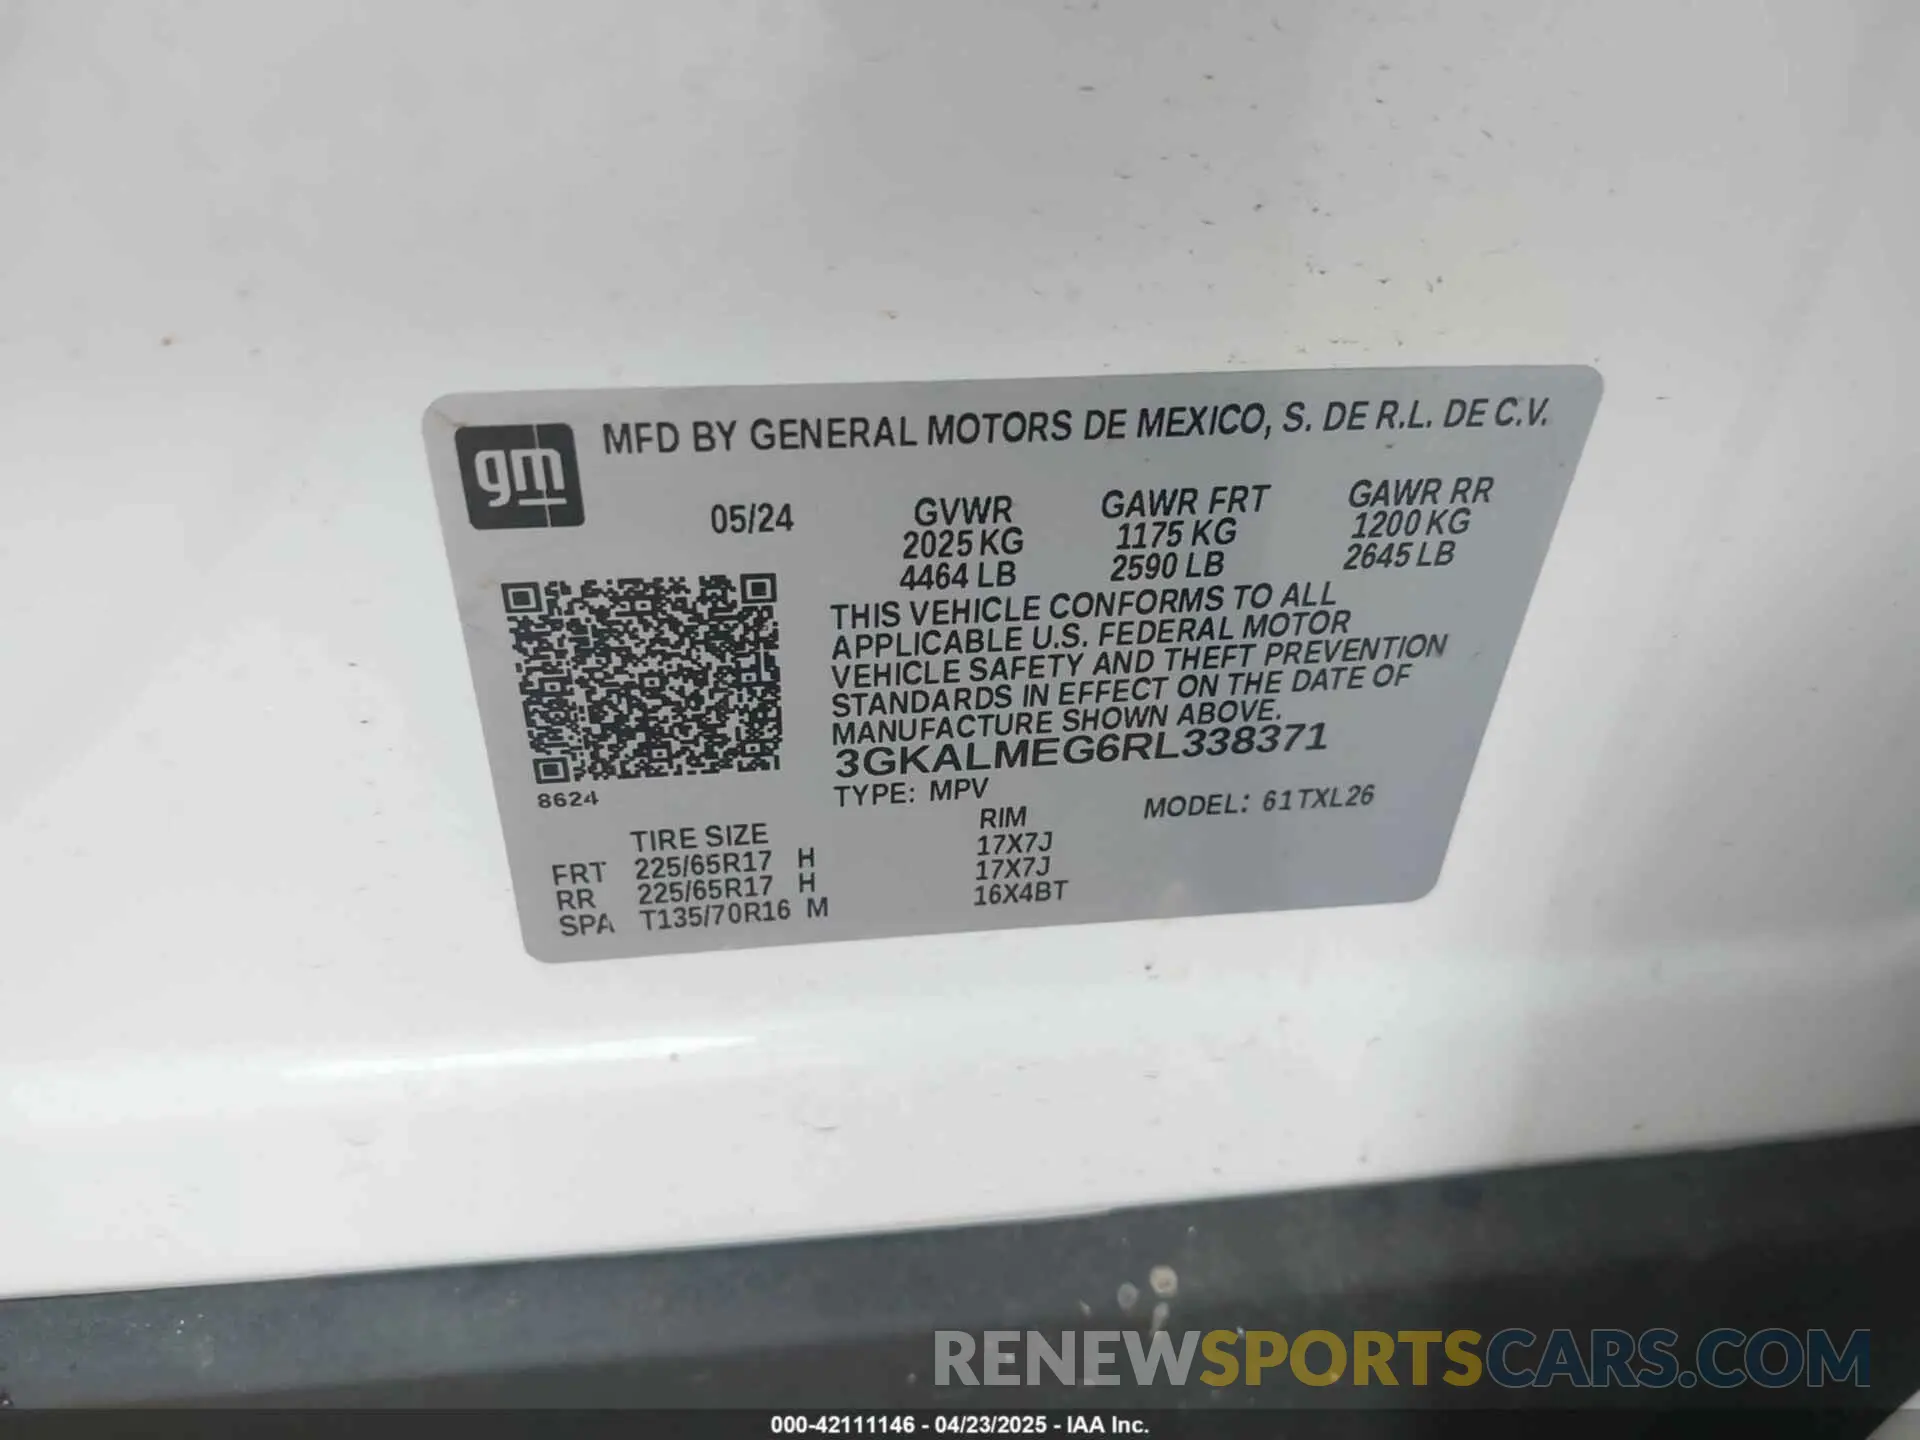 gm
MFD BY GENERAL MOTORS DE MEXICO, S. DE R.L. DE C.V.
05/24 GVWR GAWR FRT GAWR RR
2025 KG 1175 KG 1200 KG
4464 LB 2590 LB 2645 LB
THIS VEHICLE CONFORMS TO ALL
APPLICABLE U.S. FEDERAL MOTOR
VEHICLE SAFETY AND THEFT PREVENTION
STANDARDS IN EFFECT ON THE DATE OF
MANUFACTURE SHOWN ABOVE.
3GKALMEG6RL338371
8624
TYPE: MPV MODEL: 61TXL26
TIRE SIZE RIM
FRT 225/65R17 H 17X7J
RR 225/65R17 H 17X7J
SPA T135/70R16 M 16X4BT
RENEWSPORTSCARS.COM
000-42111146 - 04/23/2025 - IAA Inc.